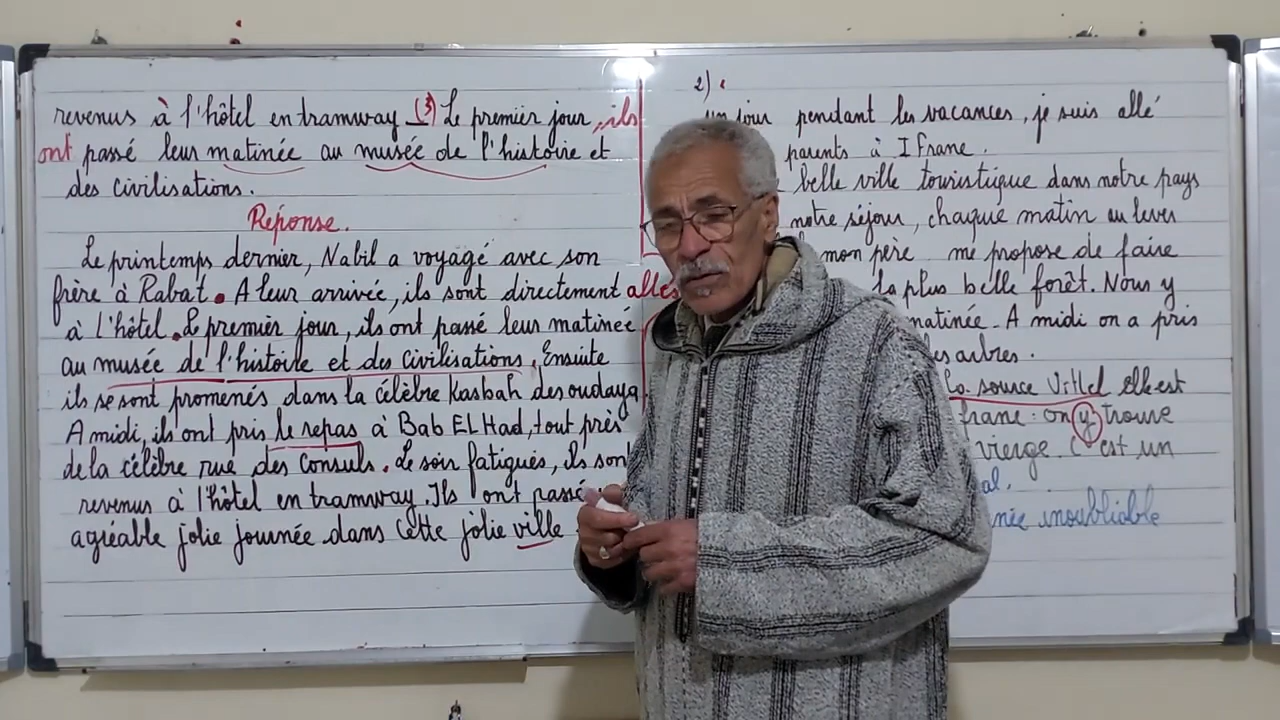 revenus à l'hôtel en tramway (3) Le premier jour, ils
ont passé leur matinée au musée de l'histoire et
des civilisations.
Réponse.
Le printemps dernier, Nabil a voyagé avec son
frère à Rabat. A leur arrivée, ils sont directement allés
à l'hôtel. Le premier jour, ils ont passé leur matinée
au musée de l'histoire et des civilisations. Ensuite
ils se sont promenés dans la célèbre Kasbah des oudaya.
A midi, ils ont pris le repas à Bab El Had, tout près
de la célèbre rue des Consuls. Le soir fatigués, ils sont
revenus à l'hôtel en tramway. Ils ont passé
agréable jolie journée dans cette jolie ville
2)
un jour pendant les vacances, je suis allé
parents à Ifrane.
belle ville touristique dans notre pays
notre séjour, chaque matin au lever
mon père me propose de faire
la plus belle forêt. Nous y
matinée. A midi on a pris
les arbres.
La source Vittel elle est
frane : on y trouve
vierge. C'est un
al.
née inoubliable